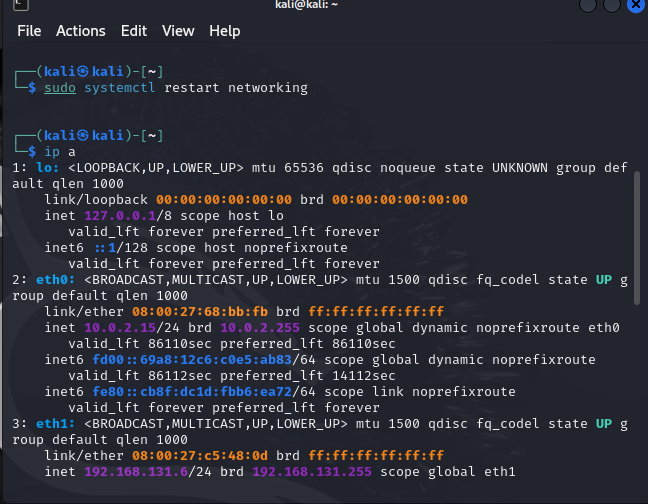 kali@kali: ~
File Actions Edit View Help
┌──(kali㉿kali)-[~]
└─$ sudo systemctl restart networking
┌──(kali㉿kali)-[~]
└─$ ip a
1: lo: <LOOPBACK,UP,LOWER_UP> mtu 65536 qdisc noqueue state UNKNOWN group def
ault qlen 1000
    link/loopback 00:00:00:00:00:00 brd 00:00:00:00:00:00
    inet 127.0.0.1/8 scope host lo
       valid_lft forever preferred_lft forever
    inet6 ::1/128 scope host noprefixroute
       valid_lft forever preferred_lft forever
2: eth0: <BROADCAST,MULTICAST,UP,LOWER_UP> mtu 1500 qdisc fq_codel state UP g
roup default qlen 1000
    link/ether 08:00:27:68:bb:fb brd ff:ff:ff:ff:ff:ff
    inet 10.0.2.15/24 brd 10.0.2.255 scope global dynamic noprefixroute eth0
       valid_lft 86110sec preferred_lft 86110sec
    inet6 fd00::69a8:12c6:c0e5:ab83/64 scope global dynamic noprefixroute
       valid_lft 86112sec preferred_lft 14112sec
    inet6 fe80::cb8f:dc1d:fbb6:ea72/64 scope link noprefixroute
       valid_lft forever preferred_lft forever
3: eth1: <BROADCAST,MULTICAST,UP,LOWER_UP> mtu 1500 qdisc fq_codel state UP g
roup default qlen 1000
    link/ether 08:00:27:c5:48:0d brd ff:ff:ff:ff:ff:ff
    inet 192.168.131.6/24 brd 192.168.131.255 scope global eth1